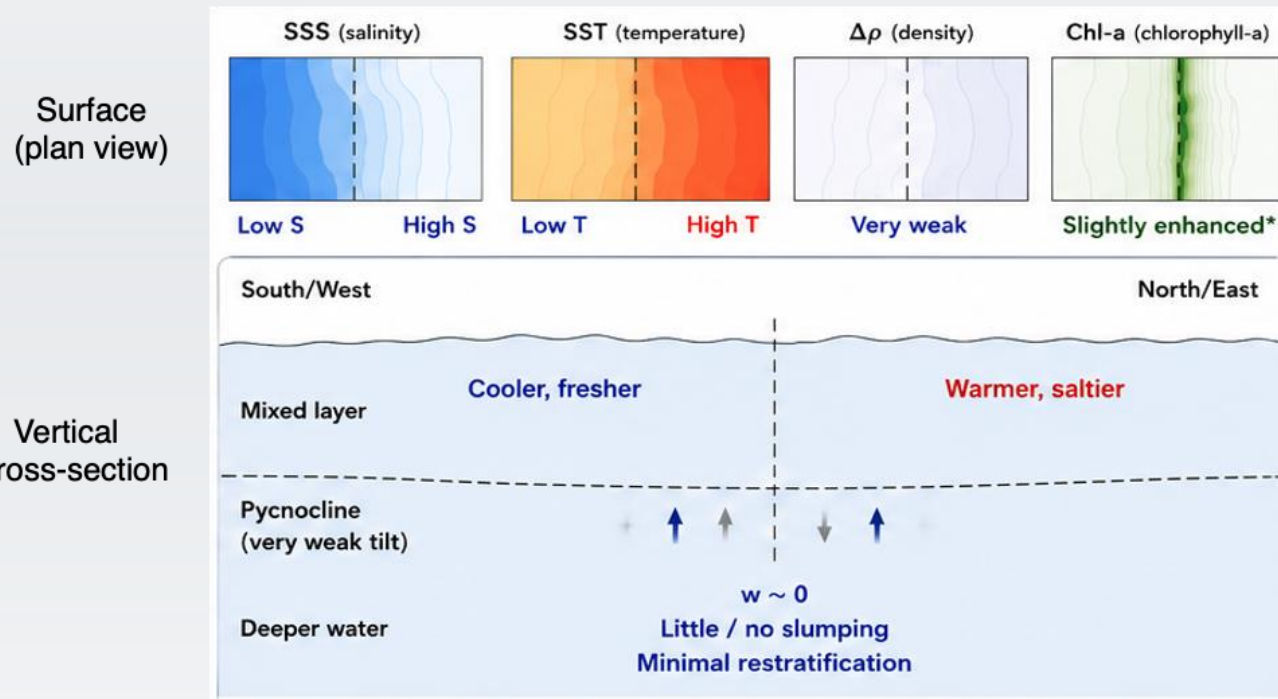 SSS (salinity)
SST (temperature)
Δρ (density)
Chl-a (chlorophyll-a)
Surface
(plan view)
Low S
High S
Low T
High T
Very weak
Slightly enhanced*
South/West
North/East
Cooler, fresher
Warmer, saltier
Mixed layer
Vertical
ross-section
Pycnocline
(very weak tilt)
w ~ 0
Deeper water
Little / no slumping
Minimal restratification